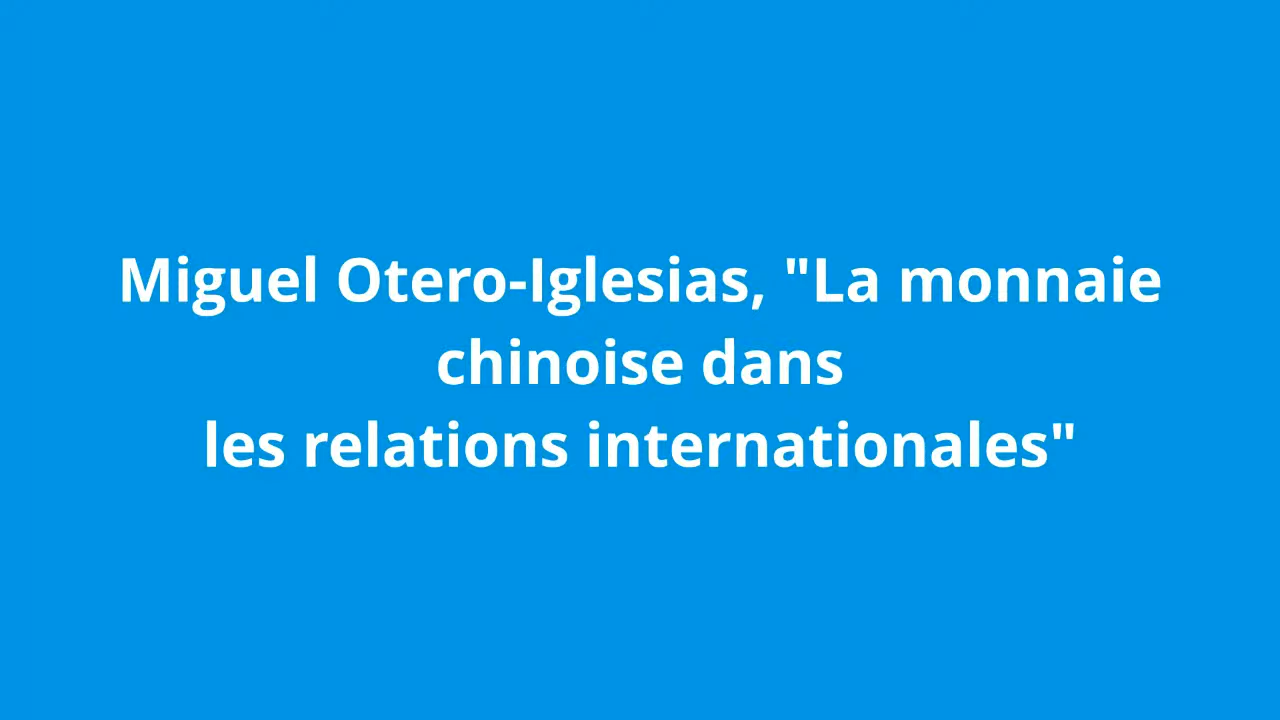 Miguel Otero-Iglesias, "La monnaie
chinoise dans
les relations internationales"